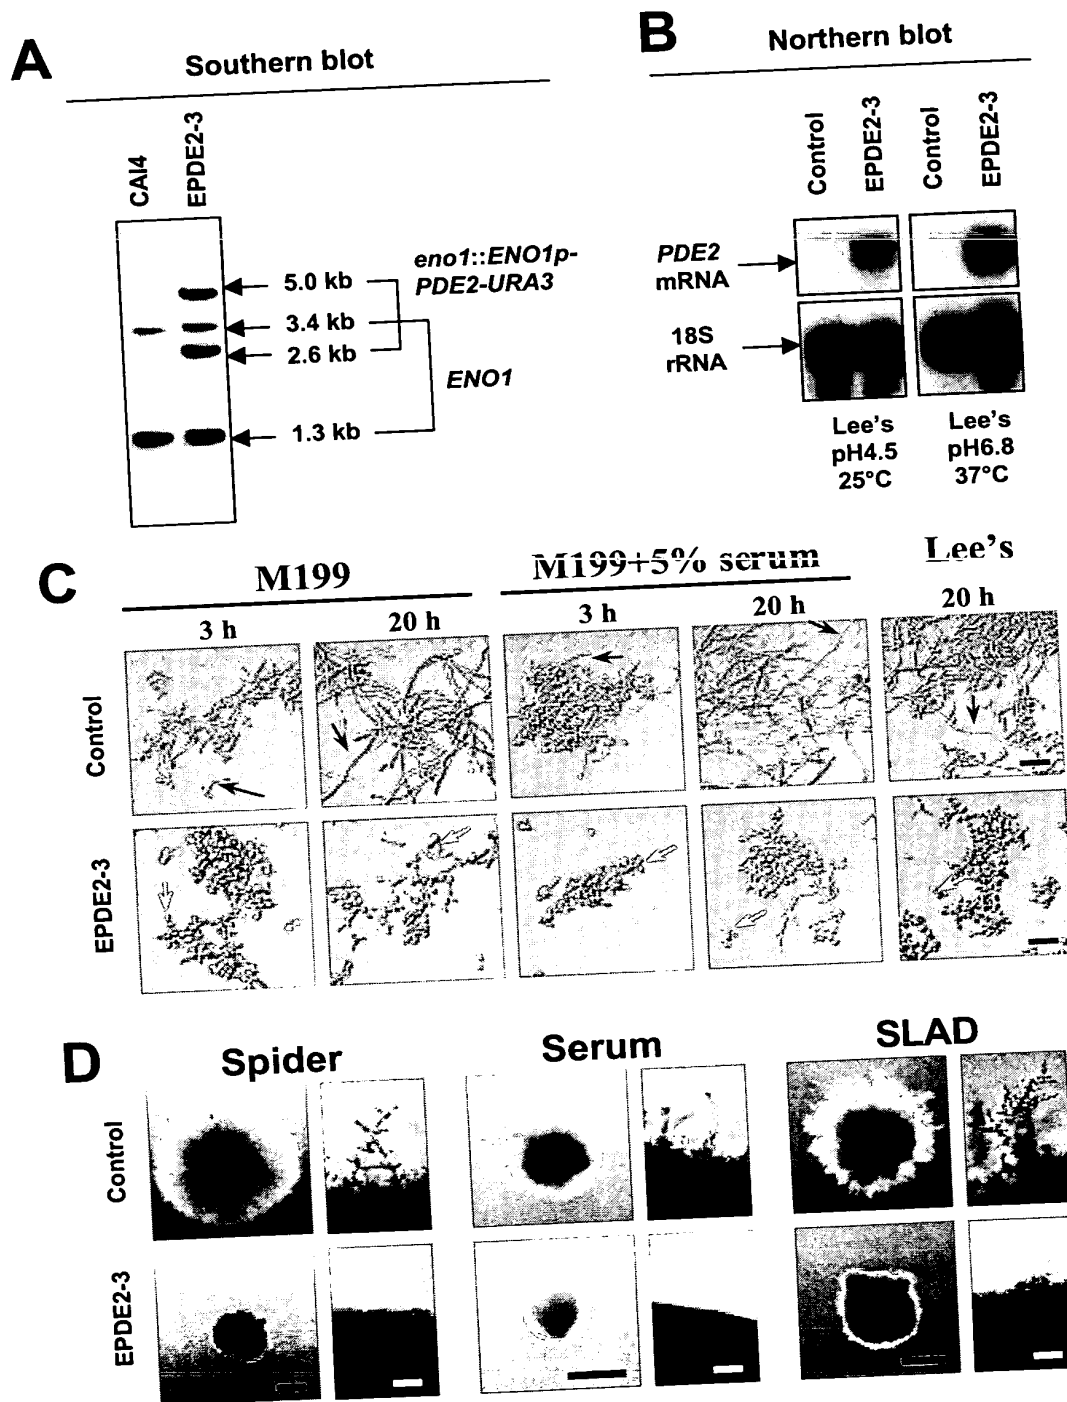 A
Southern blot
CAI4
EPDE2-3
5.0 kb
3.4 kb
2.6 kb
1.3 kb
eno1::ENO1p-
PDE2-URA3
ENO1
B
Northern blot
Control
EPDE2-3
Control
EPDE2-3
PDE2
mRNA
18S
rRNA
Lee's
pH4.5
25°C
Lee's
pH6.8
37°C
C
M199
M199+5% serum
Lee's
3 h
20 h
3 h
20 h
20 h
Control
EPDE2-3
D
Spider
Serum
SLAD
Control
EPDE2-3